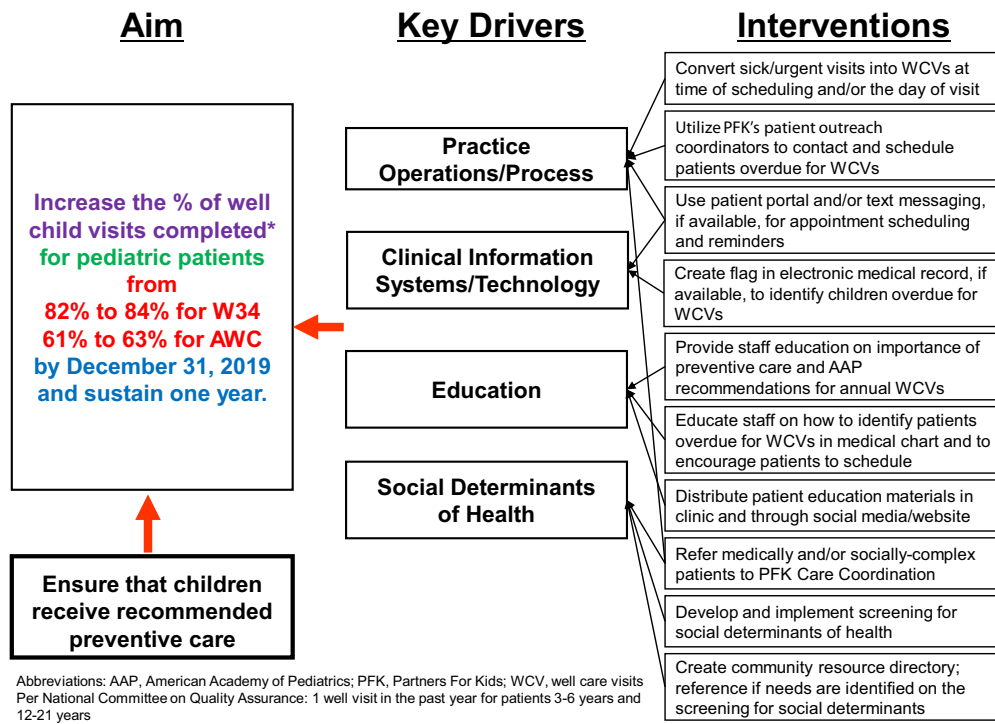 Aim
Key Drivers
Interventions
Increase the % of well
child visits completed*
for pediatric patients
from
82% to 84% for W34
61% to 63% for AWC
by December 31, 2019
and sustain one year.
Ensure that children
receive recommended
preventive care
Practice
Operations/Process
Clinical Information
Systems/Technology
Education
Social Determinants
of Health
Convert sick/urgent visits into WCVs at
time of scheduling and/or the day of visit
Utilize PFK's patient outreach
coordinators to contact and schedule
patients overdue for WCVs
Use patient portal and/or text messaging,
if available, for appointment scheduling
and reminders
Create flag in electronic medical record, if
available, to identify children overdue for
WCVs
Provide staff education on importance of
preventive care and AAP
recommendations for annual WCVs
Educate staff on how to identify patients
overdue for WCVs in medical chart and to
encourage patients to schedule
Distribute patient education materials in
clinic and through social media/website
Refer medically and/or socially-complex
patients to PFK Care Coordination
Develop and implement screening for
social determinants of health
Create community resource directory;
reference if needs are identified on the
screening for social determinants
Abbreviations: AAP, American Academy of Pediatrics; PFK, Partners For Kids; WCV, well care visits
Per National Committee on Quality Assurance: 1 well visit in the past year for patients 3-6 years and
12-21 years